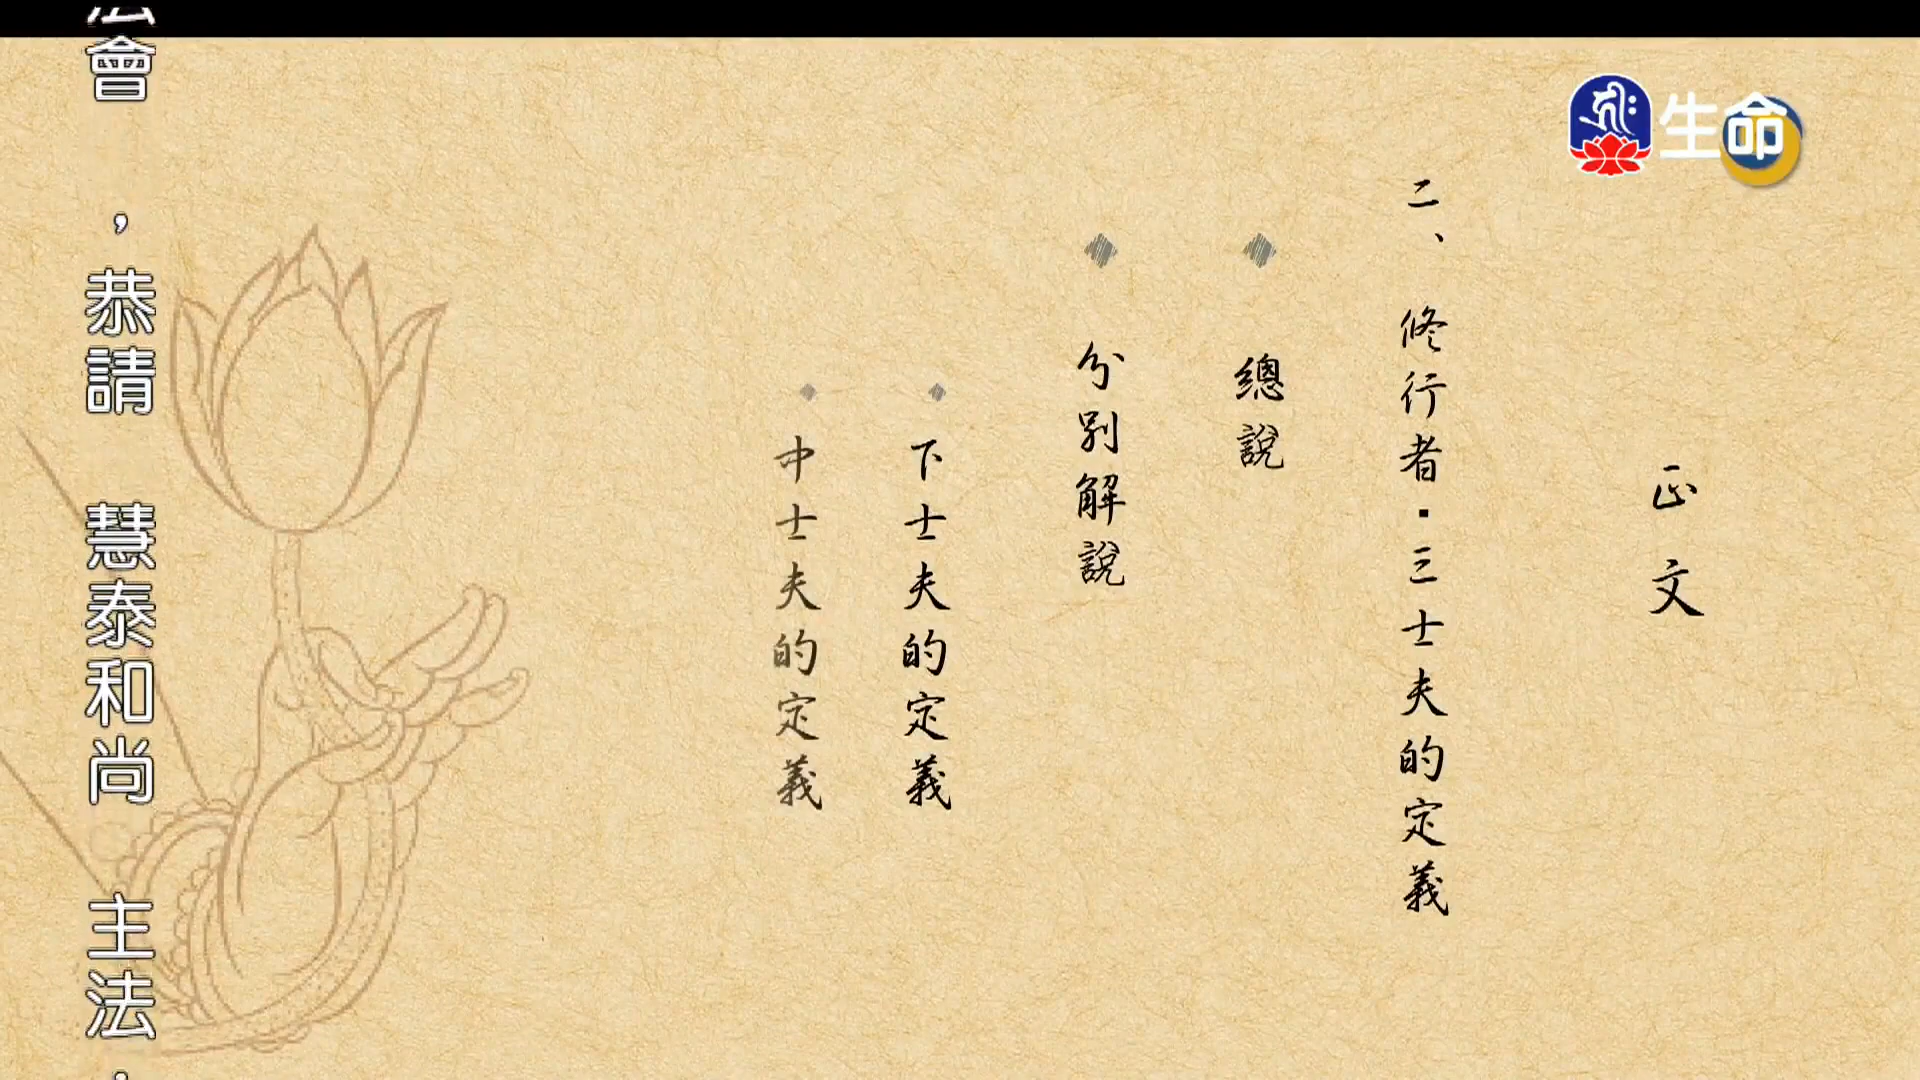 正文
二、修行者·三士夫的定義
總說
分別解說
下士夫的定義
中士夫的定義
生命
法會，恭請 慧泰和尚 主法，